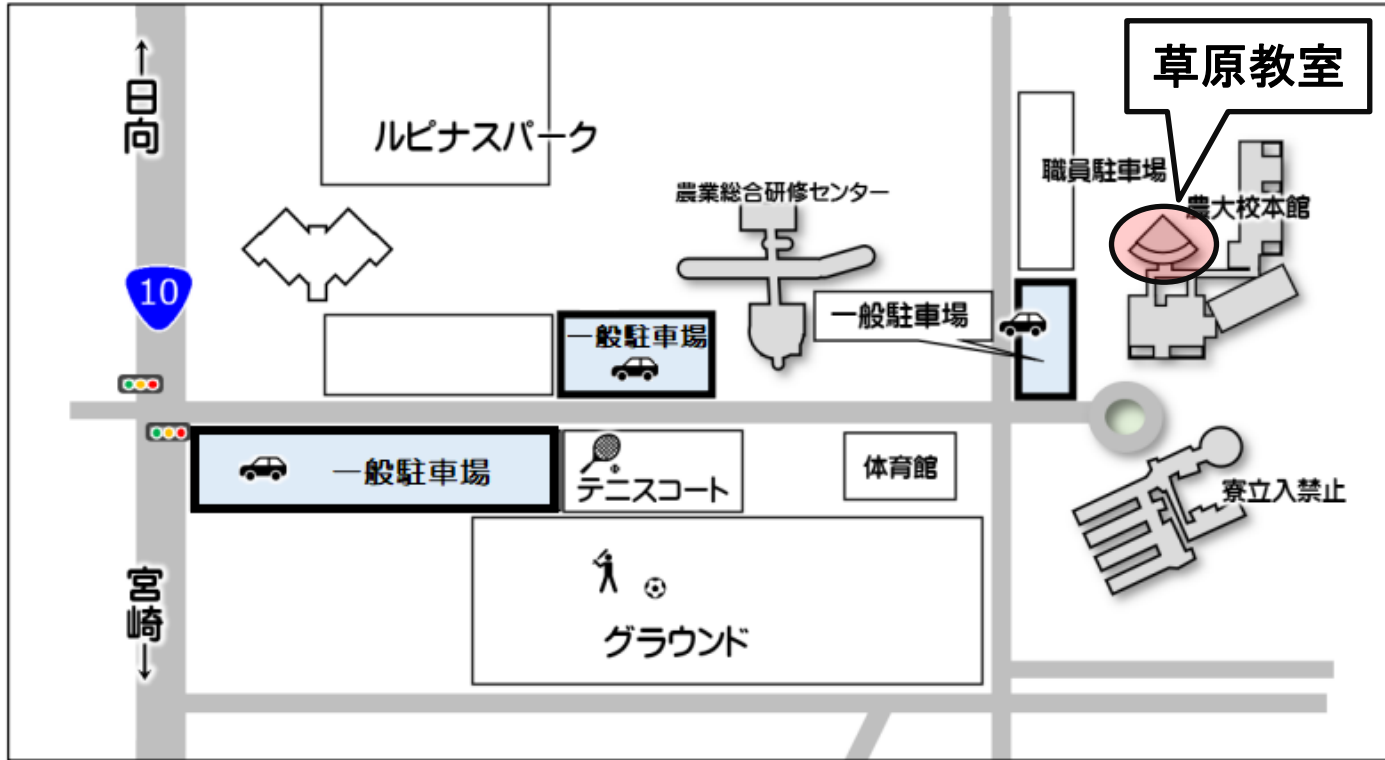 草原教室
↑
日向
ルピナスパーク
職員駐車場
農業総合研修センター
農大校本館
10
一般駐車場
一般駐車場
一般駐車場
テニスコート
体育館
寮立入禁止
宮崎
↓
グラウンド